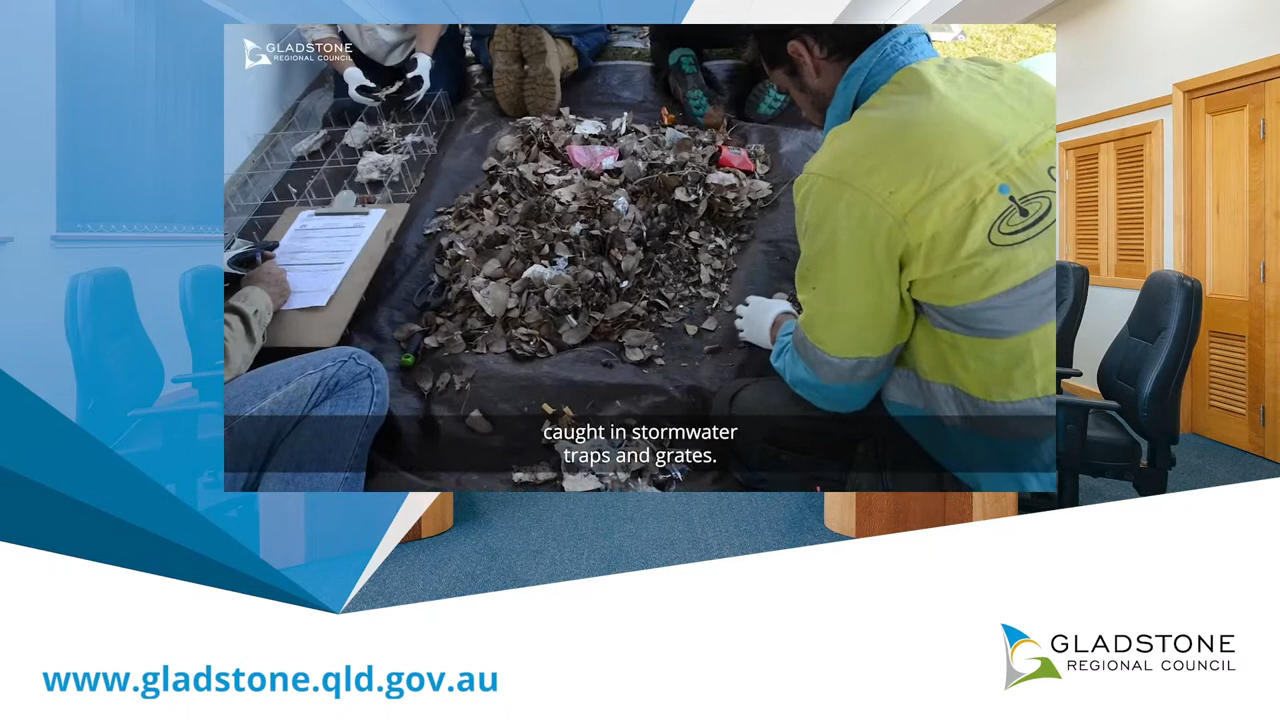 GLADSTONE
REGIONAL COUNCIL
caught in stormwater
traps and grates.
www.gladstone.qld.gov.au
GLADSTONE
REGIONAL COUNCIL